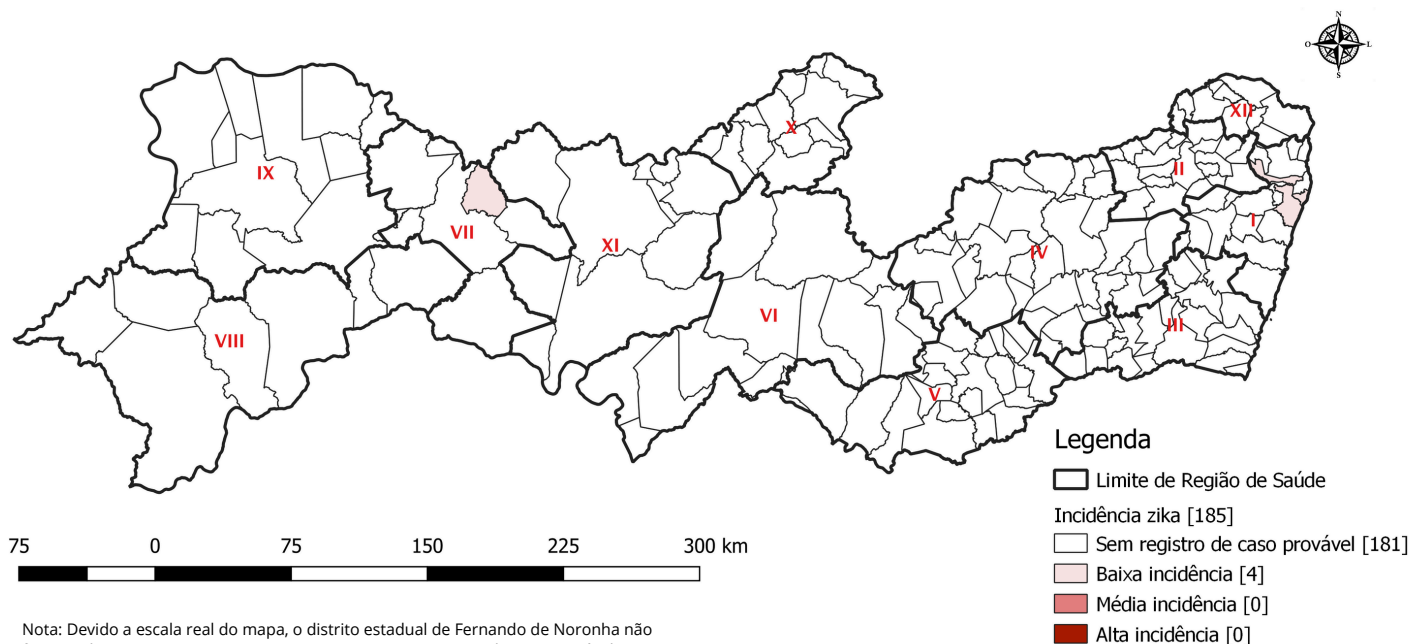 N
O L
S
XII
X
II
IX
I
VII
XI
IV
VI
III
VIII
V
Legenda
Limite de Região de Saúde
Incidência zika [185]
Sem registro de caso provável [181]
Baixa incidência [4]
Média incidência [0]
Alta incidência [0]
75 0 75 150 225 300 km
Nota: Devido a escala real do mapa, o distrito estadual de Fernando de Noronha não